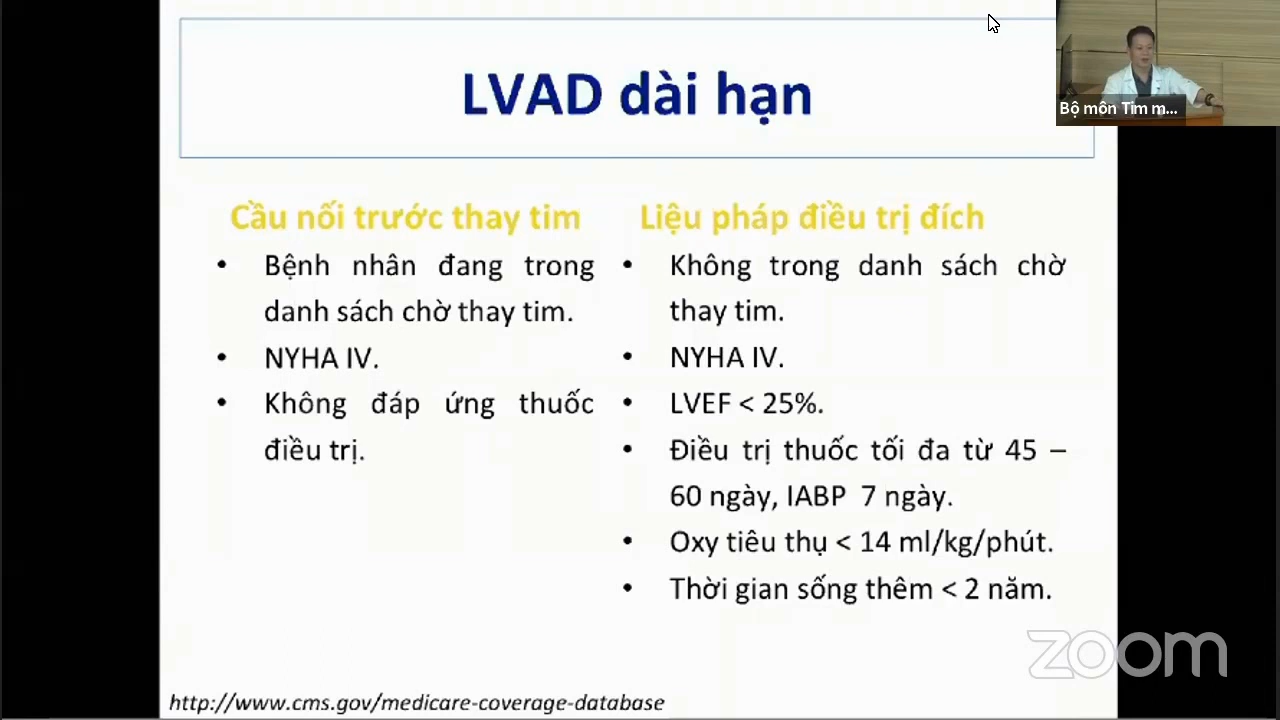 LVAD dài hạn
Bộ môn Tim m...
Cầu nối trước thay tim
• Bệnh nhân đang trong
danh sách chờ thay tim.
• NYHA IV.
• Không đáp ứng thuốc
điều trị.
Liệu pháp điều trị đích
• Không trong danh sách chờ
thay tim.
• NYHA IV.
• LVEF < 25%.
• Điều trị thuốc tối đa từ 45 –
60 ngày, IABP 7 ngày.
• Oxy tiêu thụ < 14 ml/kg/phút.
• Thời gian sống thêm < 2 năm.
zoom
http://www.cms.gov/medicare-coverage-database